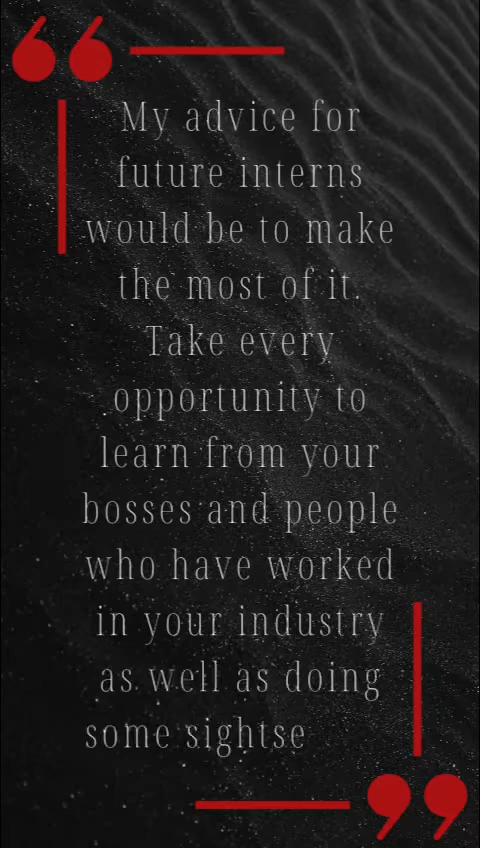 My advice for
future interns
would be to make
the most of it.
Take every
opportunity to
learn from your
bosses and people
who have worked
in your industry
as well as doing
some sightse